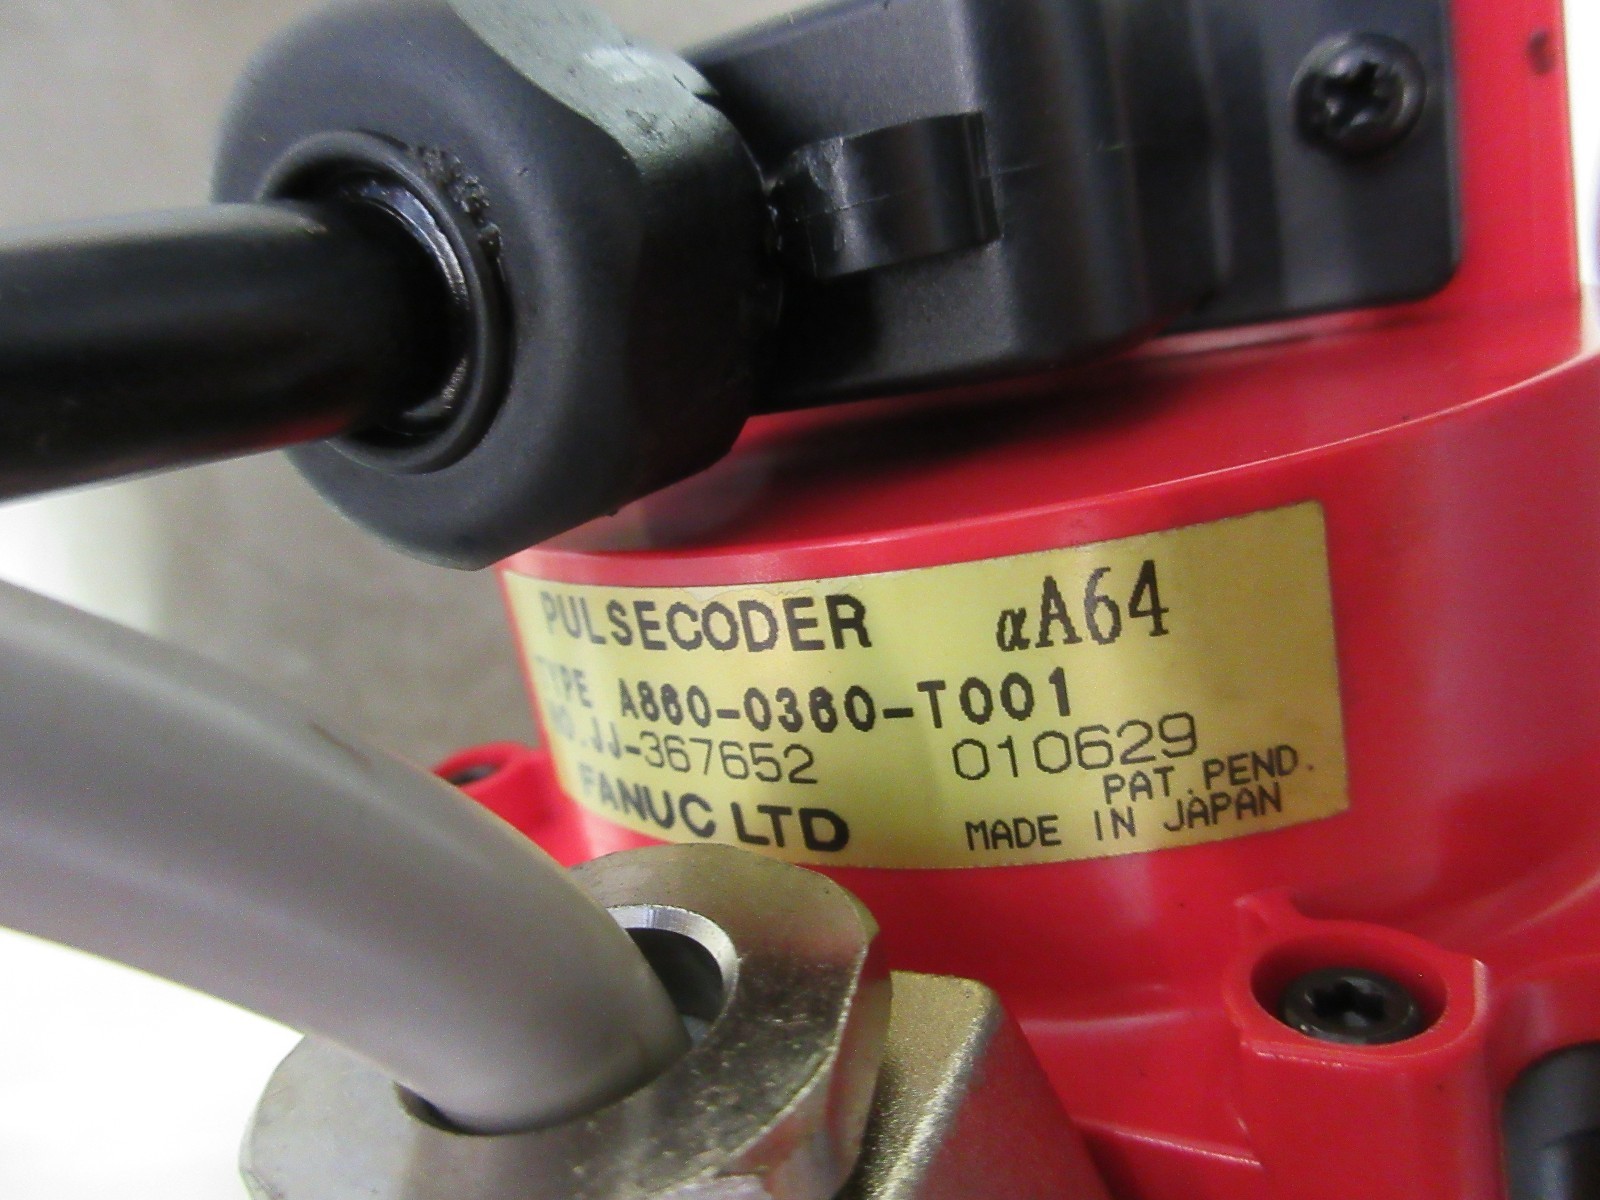 PULSECODER αA64
TYPE A860-0360-T001
NO.JJ-367652 010629
FANUC LTD PAT.PEND.
MADE IN JAPAN